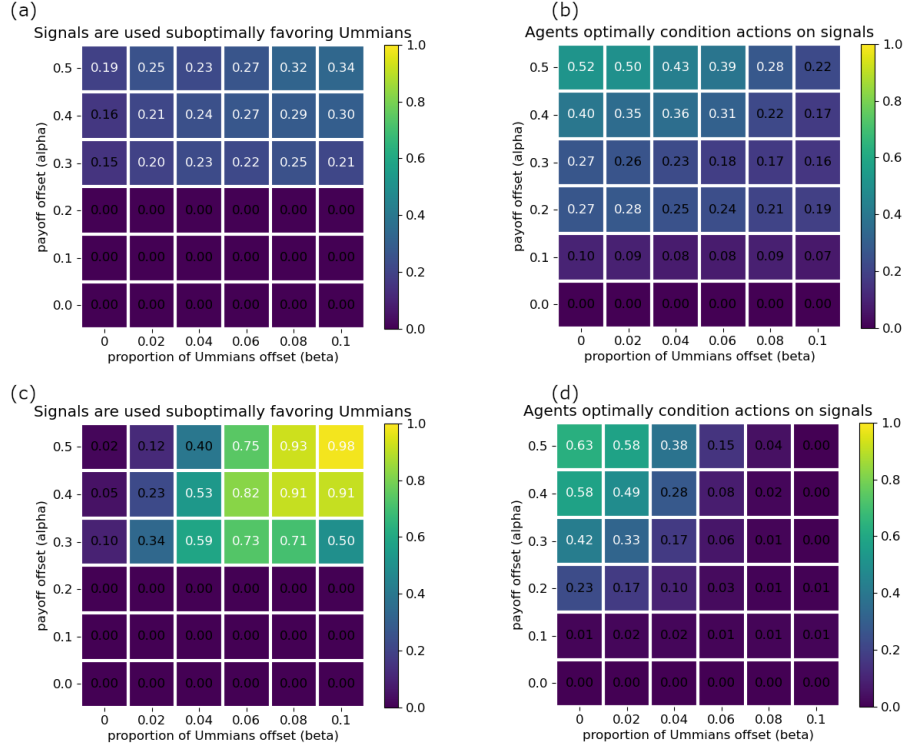 (a)
Signals are used suboptimally favoring Ummians
payoff offset (alpha)
0.5 0.19 0.25 0.23 0.27 0.32 0.34
0.4 0.16 0.21 0.24 0.27 0.29 0.30
0.3 0.15 0.20 0.23 0.22 0.25 0.21
0.2 0.00 0.00 0.00 0.00 0.00 0.00
0.1 0.00 0.00 0.00 0.00 0.00 0.00
0.0 0.00 0.00 0.00 0.00 0.00 0.00
0 0.02 0.04 0.06 0.08 0.1
proportion of Ummians offset (beta)
1.0
0.8
0.6
0.4
0.2
0.0
(b)
Agents optimally condition actions on signals
payoff offset (alpha)
0.5 0.52 0.50 0.43 0.39 0.28 0.22
0.4 0.40 0.35 0.36 0.31 0.22 0.17
0.3 0.27 0.26 0.23 0.18 0.17 0.16
0.2 0.27 0.28 0.25 0.24 0.21 0.19
0.1 0.10 0.09 0.08 0.08 0.09 0.07
0.0 0.00 0.00 0.00 0.00 0.00 0.00
0 0.02 0.04 0.06 0.08 0.1
proportion of Ummians offset (beta)
1.0
0.8
0.6
0.4
0.2
0.0
(c)
Signals are used suboptimally favoring Ummians
payoff offset (alpha)
0.5 0.02 0.12 0.40 0.75 0.93 0.98
0.4 0.05 0.23 0.53 0.82 0.91 0.91
0.3 0.10 0.34 0.59 0.73 0.71 0.50
0.2 0.00 0.00 0.00 0.00 0.00 0.00
0.1 0.00 0.00 0.00 0.00 0.00 0.00
0.0 0.00 0.00 0.00 0.00 0.00 0.00
0 0.02 0.04 0.06 0.08 0.1
proportion of Ummians offset (beta)
1.0
0.8
0.6
0.4
0.2
0.0
(d)
Agents optimally condition actions on signals
payoff offset (alpha)
0.5 0.63 0.58 0.38 0.15 0.04 0.00
0.4 0.58 0.49 0.28 0.08 0.02 0.00
0.3 0.42 0.33 0.17 0.06 0.01 0.00
0.2 0.23 0.17 0.10 0.03 0.01 0.01
0.1 0.01 0.02 0.02 0.01 0.01 0.01
0.0 0.00 0.00 0.00 0.00 0.00 0.00
0 0.02 0.04 0.06 0.08 0.1
proportion of Ummians offset (beta)
1.0
0.8
0.6
0.4
0.2
0.0